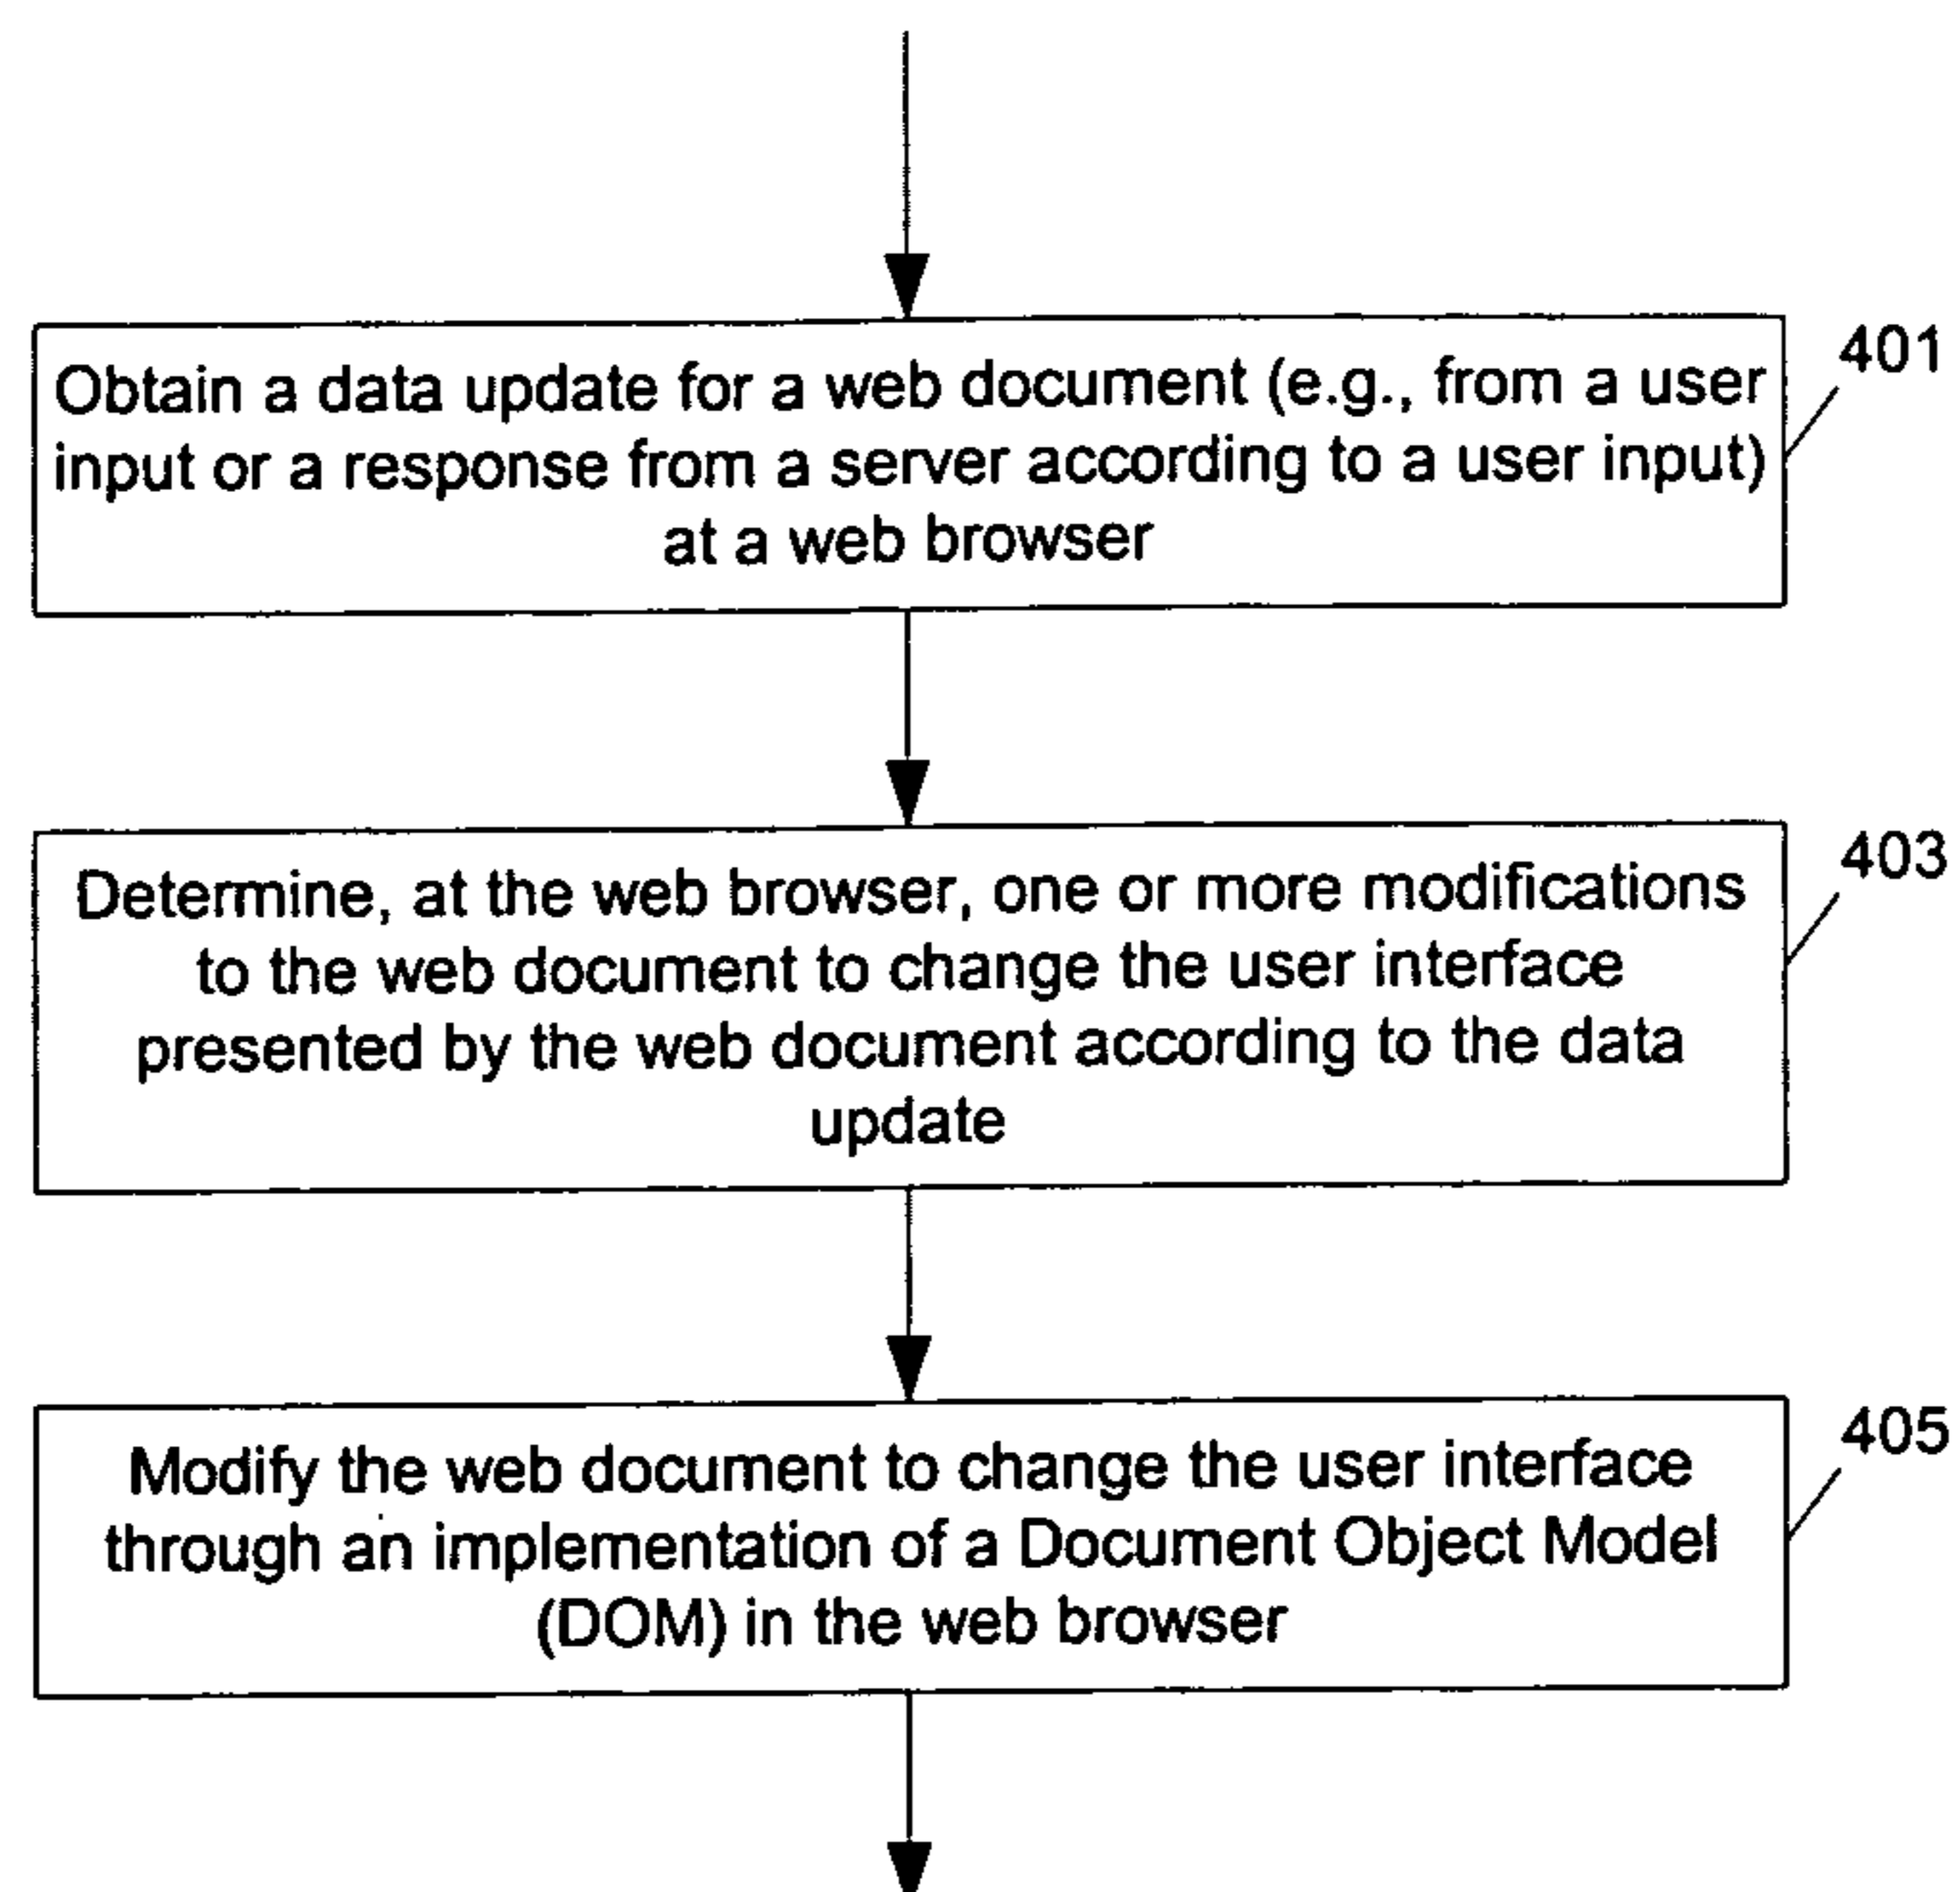 Obtain a data update for a web document (e.g., from a user
input or a response from a server according to a user input)
at a web browser
401
Determine, at the web browser, one or more modifications
to the web document to change the user interface
presented by the web document according to the data
update
403
Modify the web document to change the user interface
through an implementation of a Document Object Model
(DOM) in the web browser
405